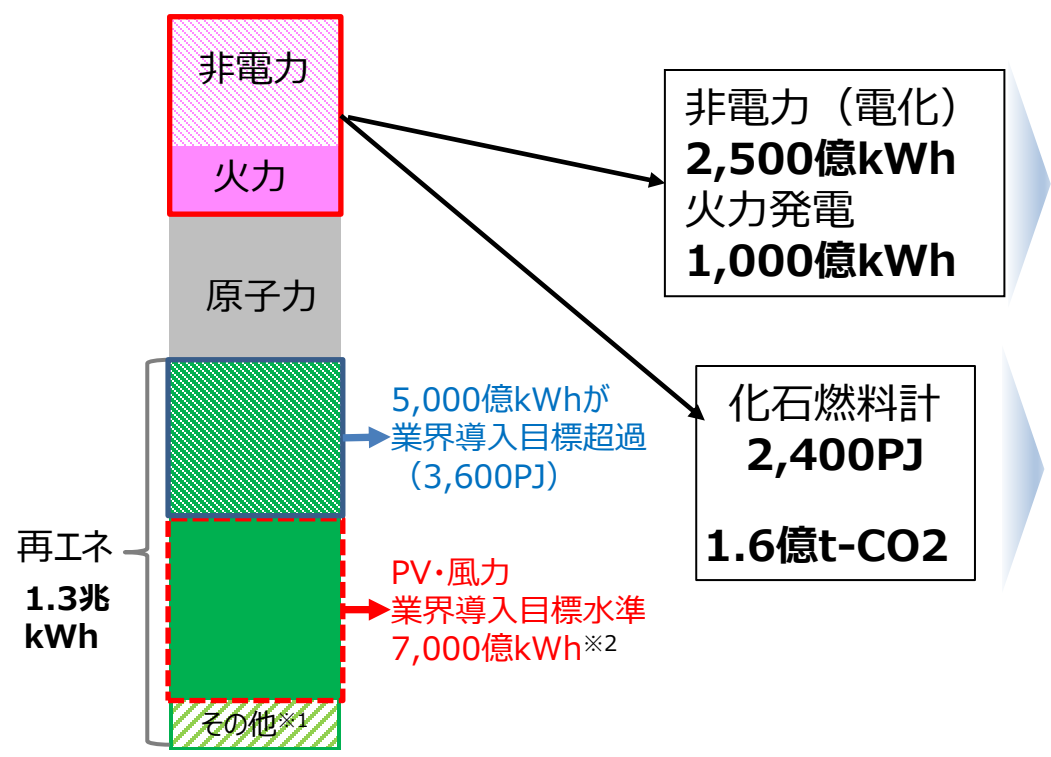 非電力
火力
原子力
再エネ
1.3兆
kWh
その他※1
非電力（電化）
2,500億kWh
火力発電
1,000億kWh
化石燃料計
2,400PJ
1.6億t-CO2
5,000億kWhが
業界導入目標超過
（3,600PJ）
PV･風力
業界導入目標水準
7,000億kWh※2